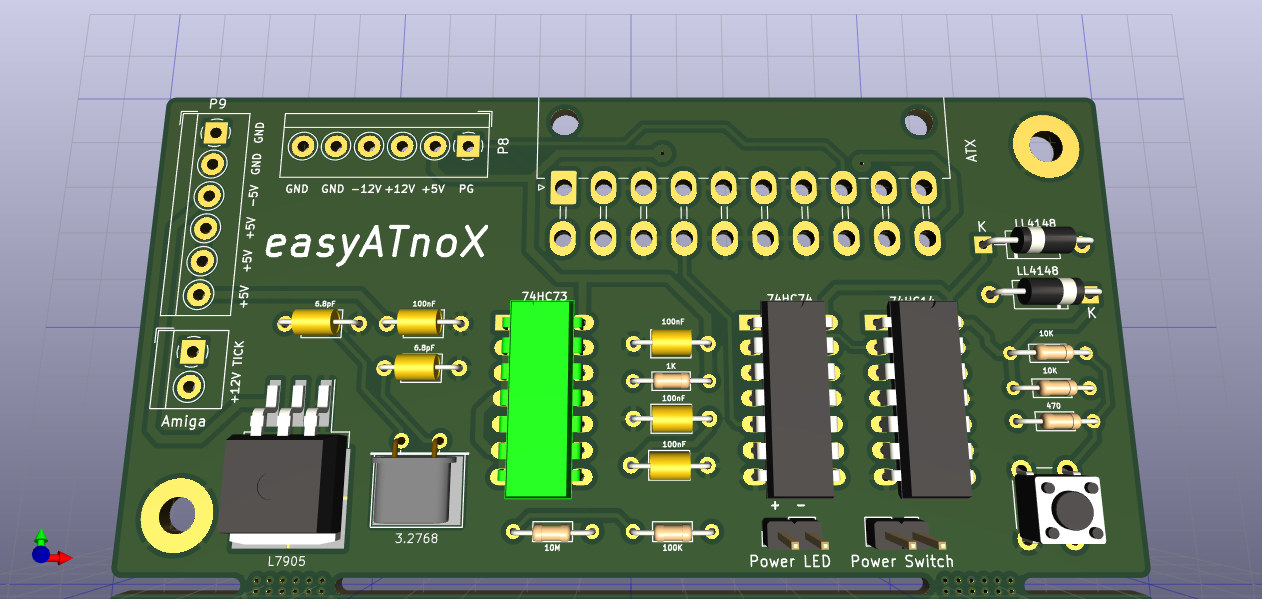 P9
GND
GND
-5V
+5V
+5V
+5V
P8
GND GND -12V +12V +5V PG
ATX
easyATnoX
K
LL4148
LL4148
K
6.8pF
100nF
6.8pF
74HC73
100nF
1K
100nF
100nF
74HC74
74HC14
10K
10K
470
TICK
+12V
Amiga
L7905
3.2768
10M
100K
+ -
Power LED
Power Switch